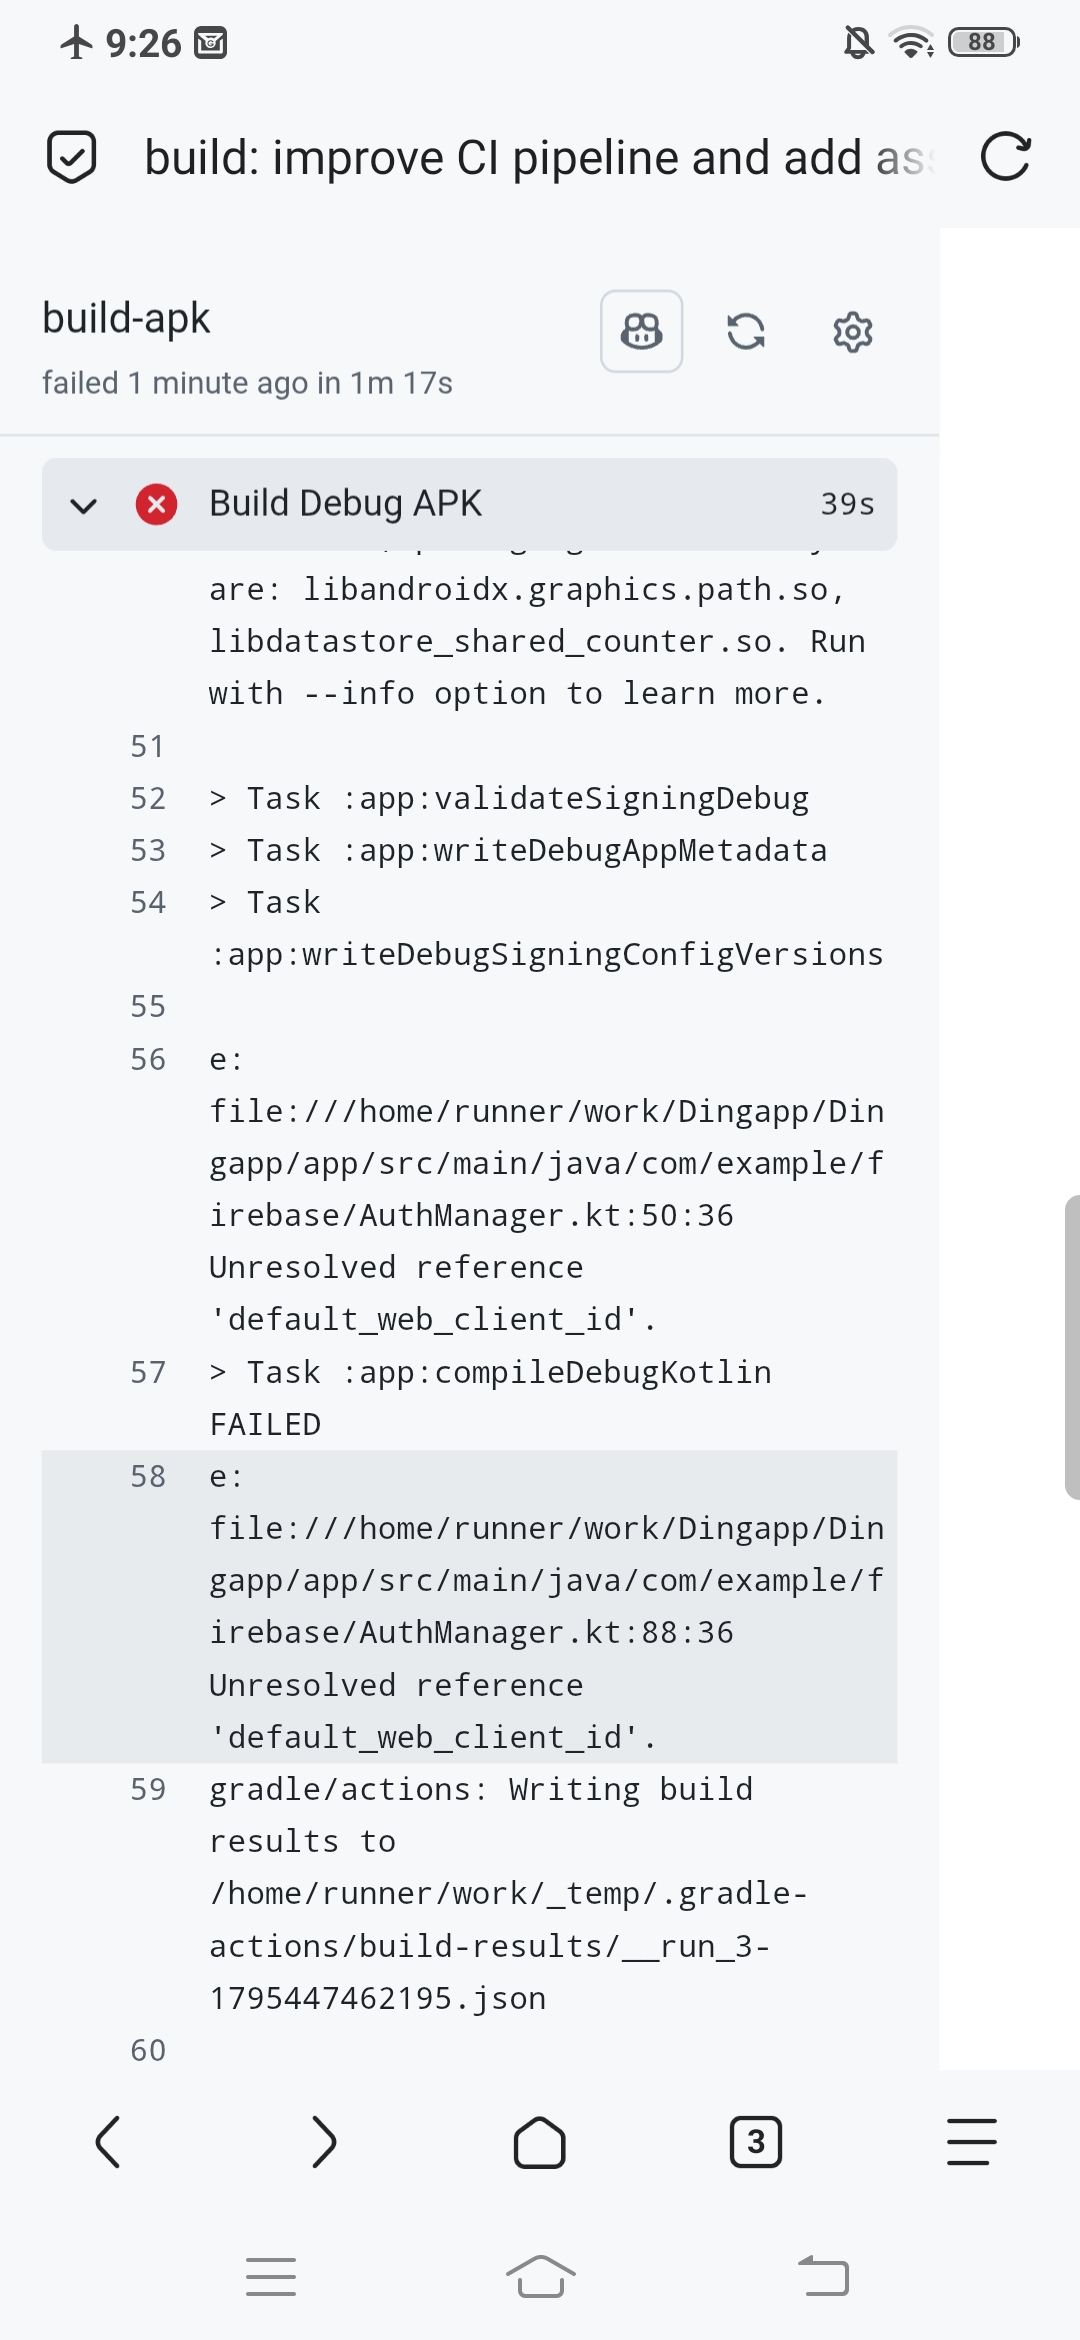 9:26
88
build: improve CI pipeline and add ass
build-apk
failed 1 minute ago in 1m 17s
Build Debug APK 39s
are: libandroidx.graphics.path.so,
libdatastore_shared_counter.so. Run
with --info option to learn more.
51
52 > Task :app:validateSigningDebug
53 > Task :app:writeDebugAppMetadata
54 > Task
:app:writeDebugSigningConfigVersions
55
56 e:
file:///home/runner/work/Dingapp/Din
gapp/app/src/main/java/com/example/f
irebase/AuthManager.kt:50:36
Unresolved reference
'default_web_client_id'.
57 > Task :app:compileDebugKotlin
FAILED
58 e:
file:///home/runner/work/Dingapp/Din
gapp/app/src/main/java/com/example/f
irebase/AuthManager.kt:88:36
Unresolved reference
'default_web_client_id'.
59 gradle/actions: Writing build
results to
/home/runner/work/_temp/.gradle-
actions/build-results/__run_3-
1795447462195.json
60
3